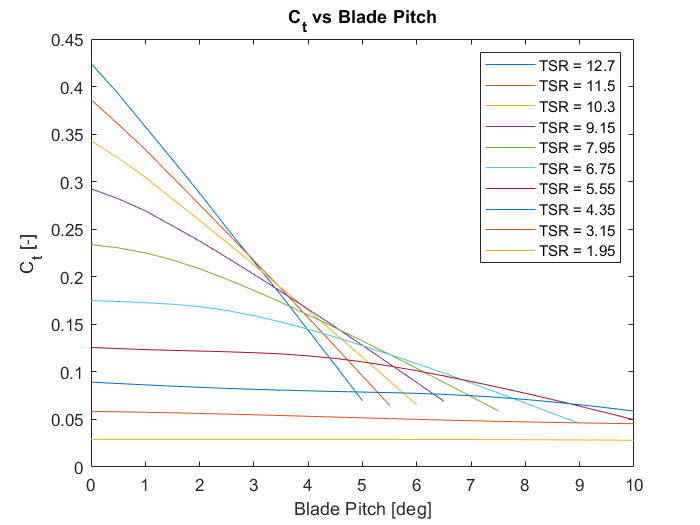 C_t vs Blade Pitch
C_t [-]
0.45
0.4
0.35
0.3
0.25
0.2
0.15
0.1
0.05
0
0 1 2 3 4 5 6 7 8 9 10
Blade Pitch [deg]
TSR = 12.7
TSR = 11.5
TSR = 10.3
TSR = 9.15
TSR = 7.95
TSR = 6.75
TSR = 5.55
TSR = 4.35
TSR = 3.15
TSR = 1.95